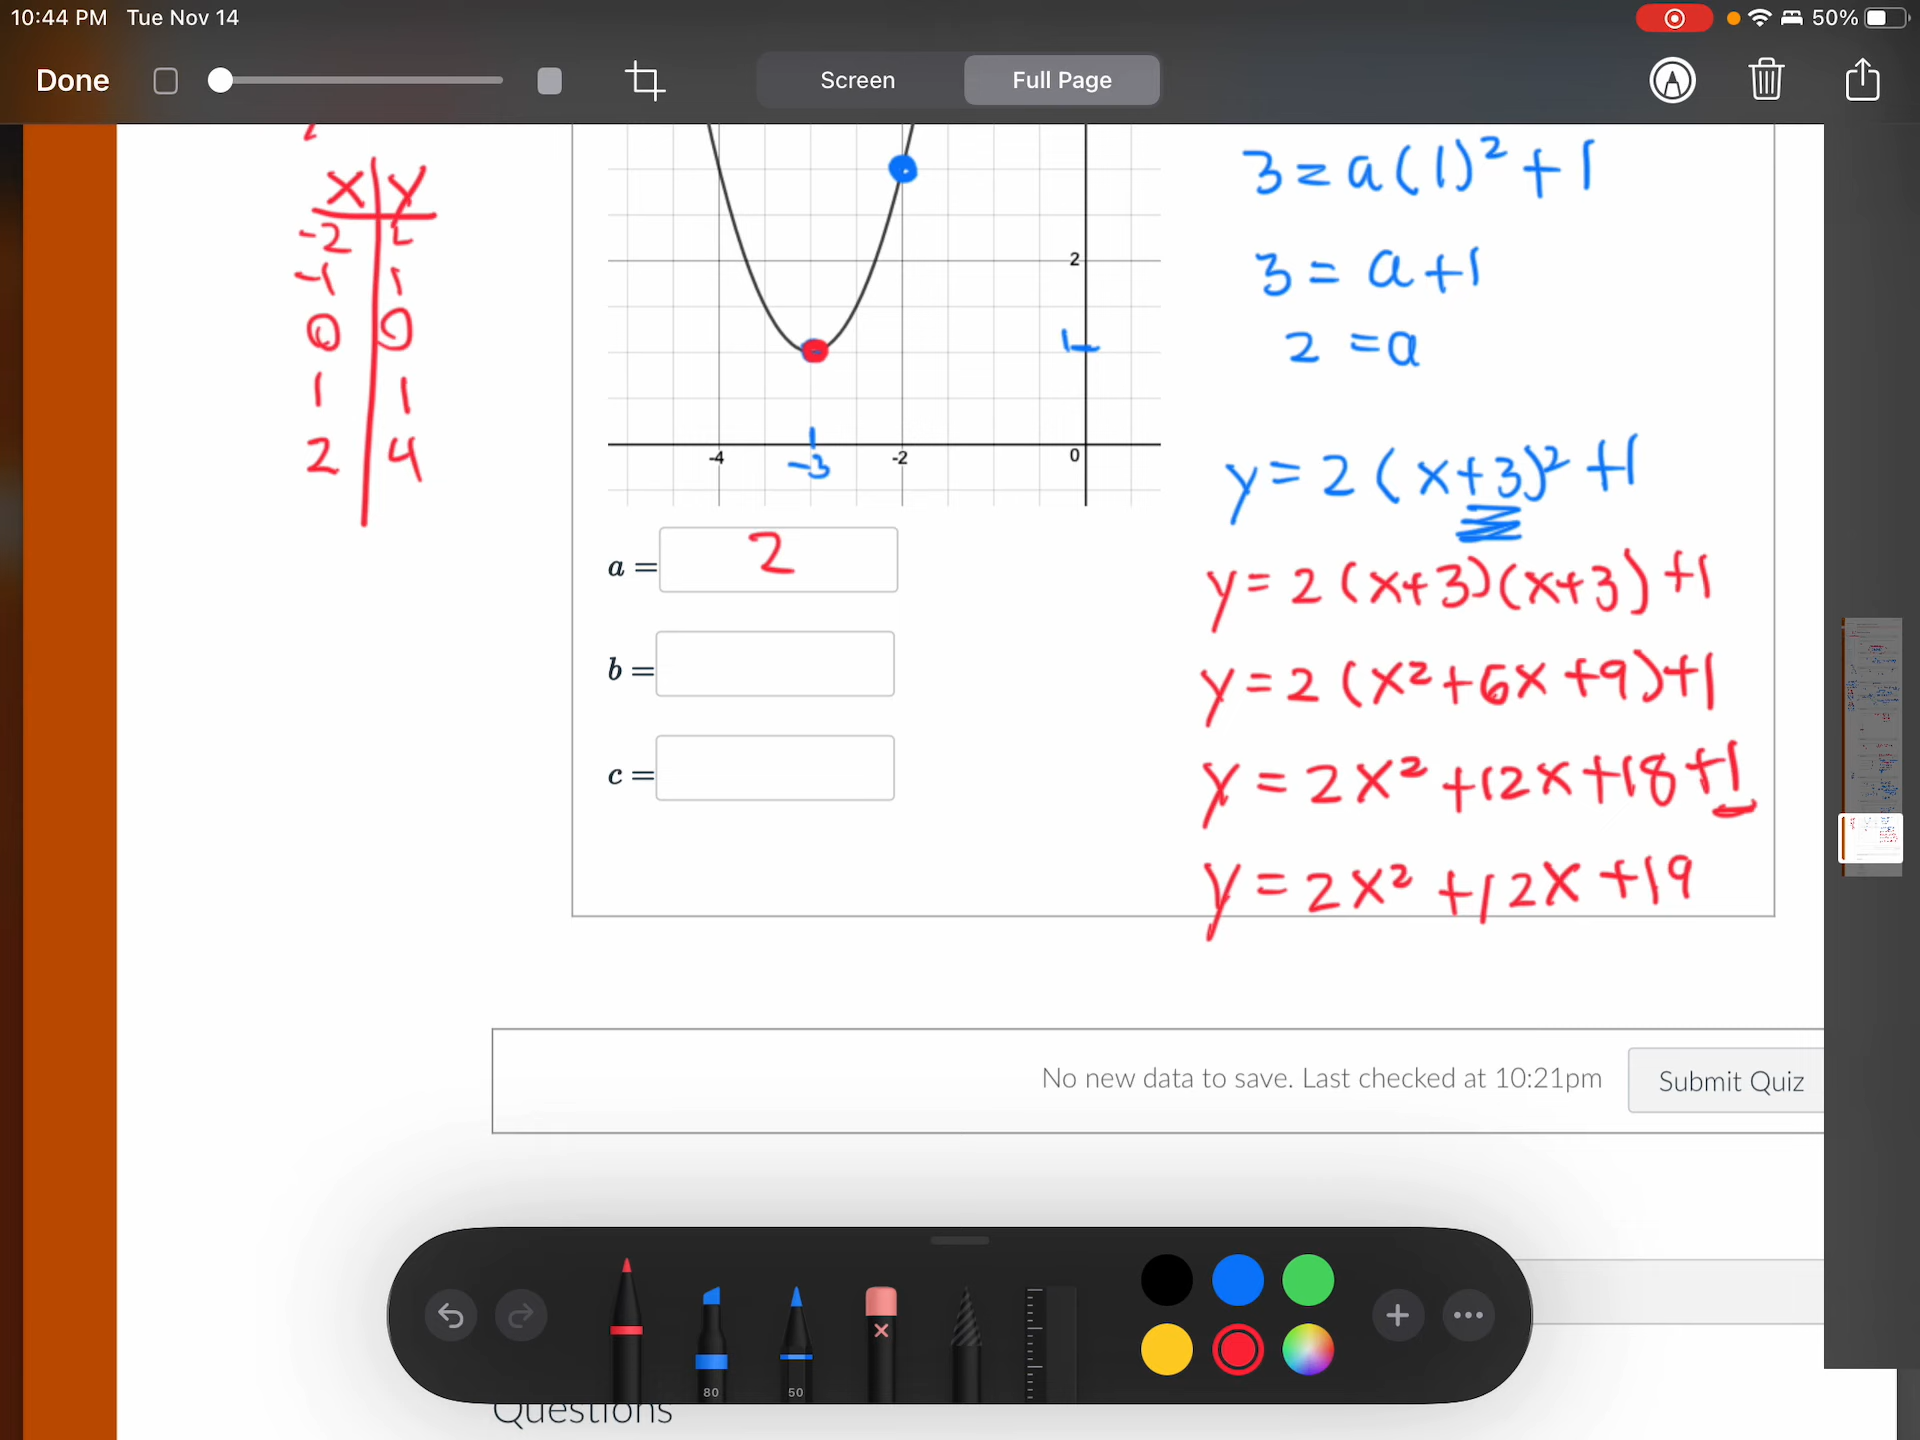 10:44 PM Tue Nov 14
50%
Done
Screen
Full Page
x y
-2
-1 1
0 0
1 1
2 4
2
1
-4
-3
-2
0
3 = a(1)² + 1
3 = a+1
2 = a
y = 2(x+3)² +1
y = 2(x+3)(x+3)+1
y = 2(x²+6x+9)+1
y = 2x²+12x+18+1
y = 2x²+12x+19
a = 2
b =
c =
No new data to save. Last checked at 10:21pm
Submit Quiz
80
50
Questions